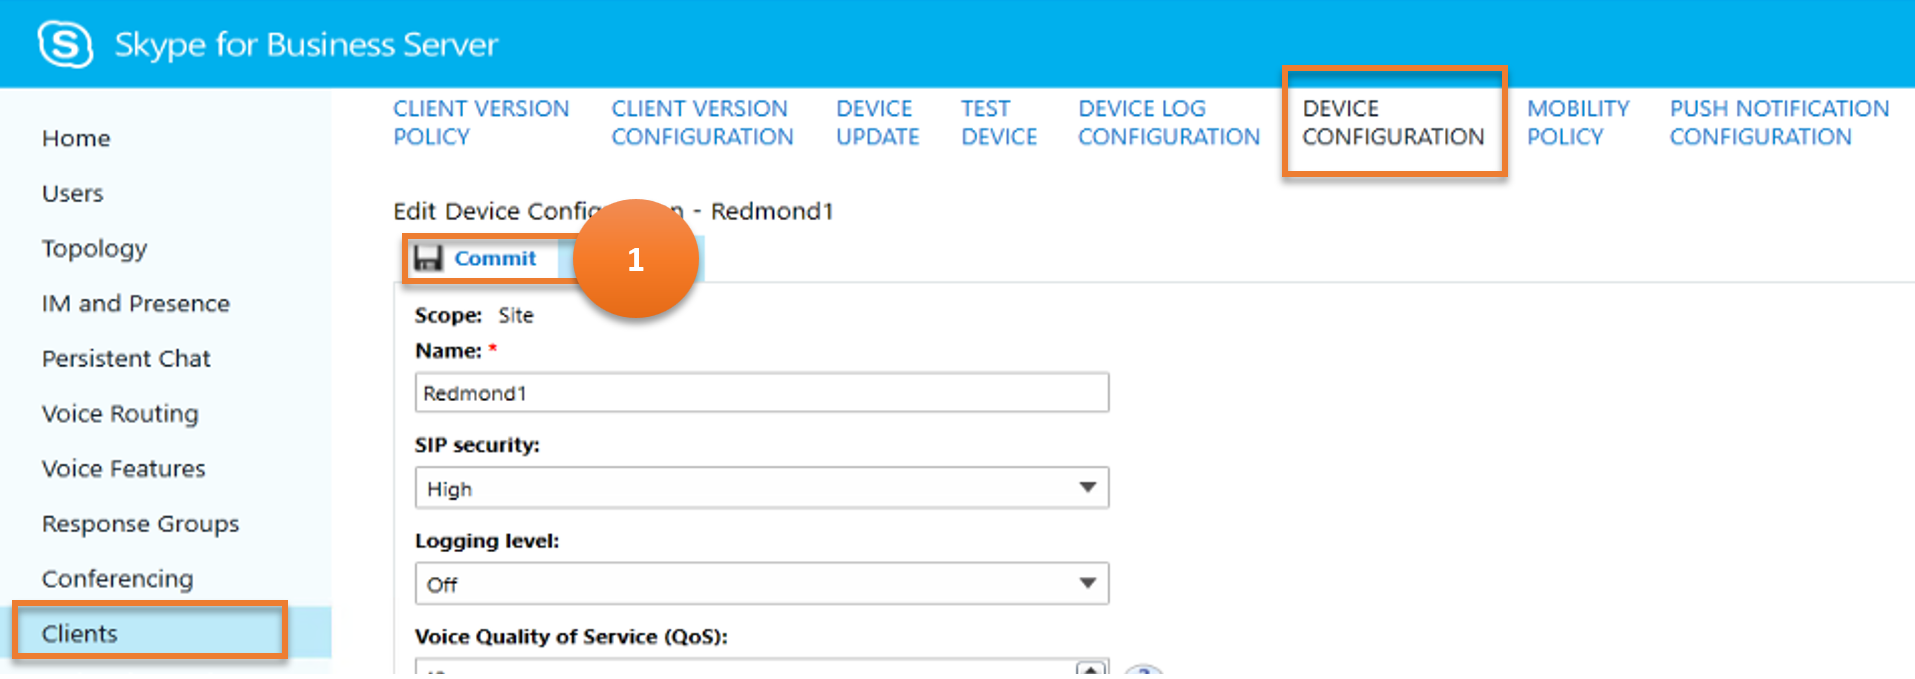 Skype for Business Server
CLIENT VERSION POLICY
CLIENT VERSION CONFIGURATION
DEVICE UPDATE
TEST DEVICE
DEVICE LOG CONFIGURATION
DEVICE CONFIGURATION
MOBILITY POLICY
PUSH NOTIFICATION CONFIGURATION
Home
Users
Topology
IM and Presence
Persistent Chat
Voice Routing
Voice Features
Response Groups
Conferencing
Clients
Edit Device - Redmond1
Commit
1
Scope: Site
Name: *
Redmond1
SIP security:
High
Logging level:
Off
Voice Quality of Service (QoS):